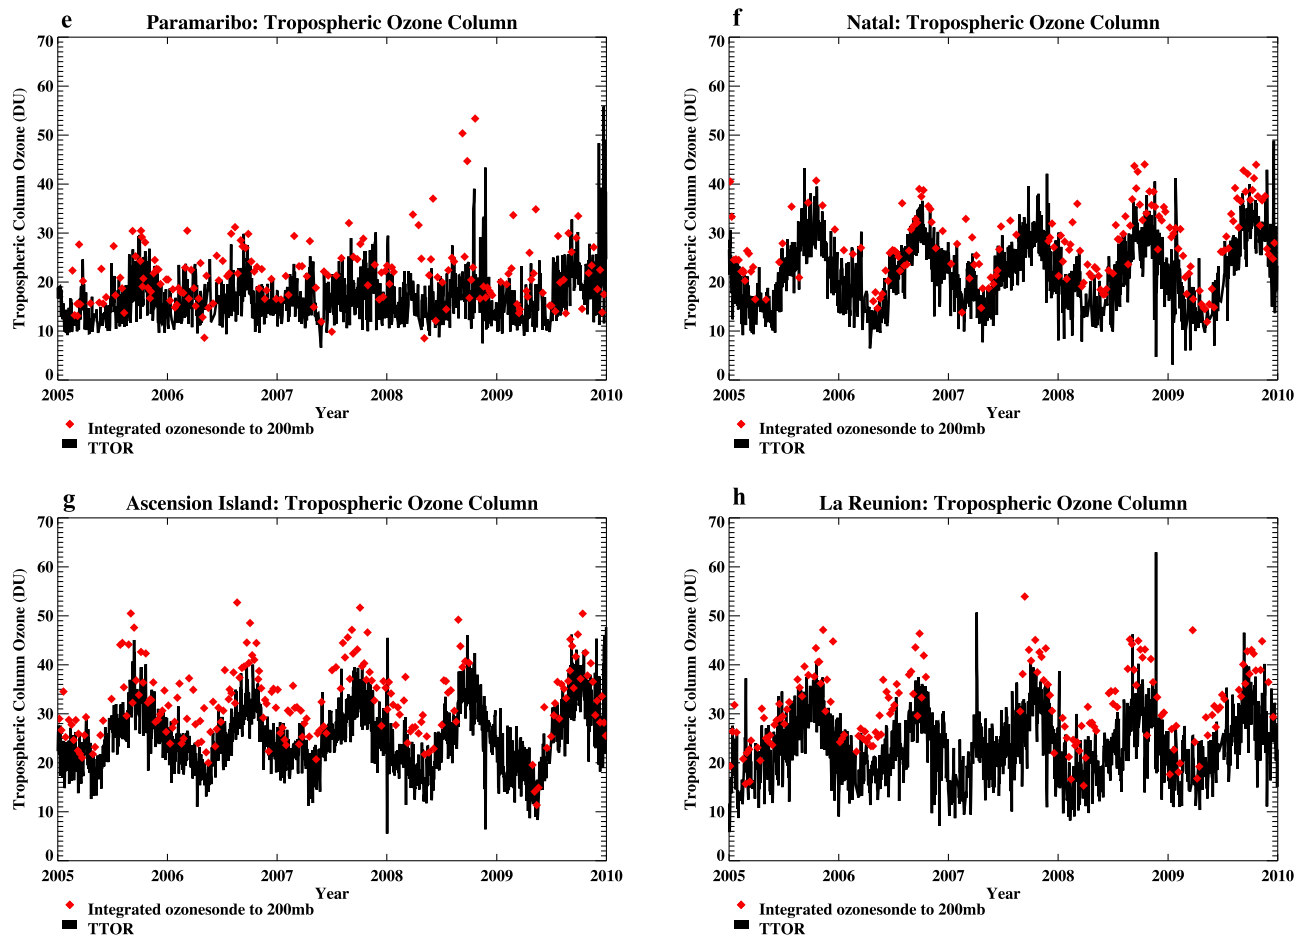 e Paramaribo: Tropospheric Ozone Column
Tropospheric Column Ozone (DU)
70
60
50
40
30
20
10
0
2005 2006 2007 2008 2009 2010
Year
Integrated ozonesonde to 200mb
TTOR
f Natal: Tropospheric Ozone Column
Tropospheric Column Ozone (DU)
70
60
50
40
30
20
10
0
2005 2006 2007 2008 2009 2010
Year
Integrated ozonesonde to 200mb
TTOR
g Ascension Island: Tropospheric Ozone Column
Tropospheric Column Ozone (DU)
70
60
50
40
30
20
10
0
2005 2006 2007 2008 2009 2010
Year
Integrated ozonesonde to 200mb
TTOR
h La Reunion: Tropospheric Ozone Column
Tropospheric Column Ozone (DU)
70
60
50
40
30
20
10
0
2005 2006 2007 2008 2009 2010
Year
Integrated ozonesonde to 200mb
TTOR